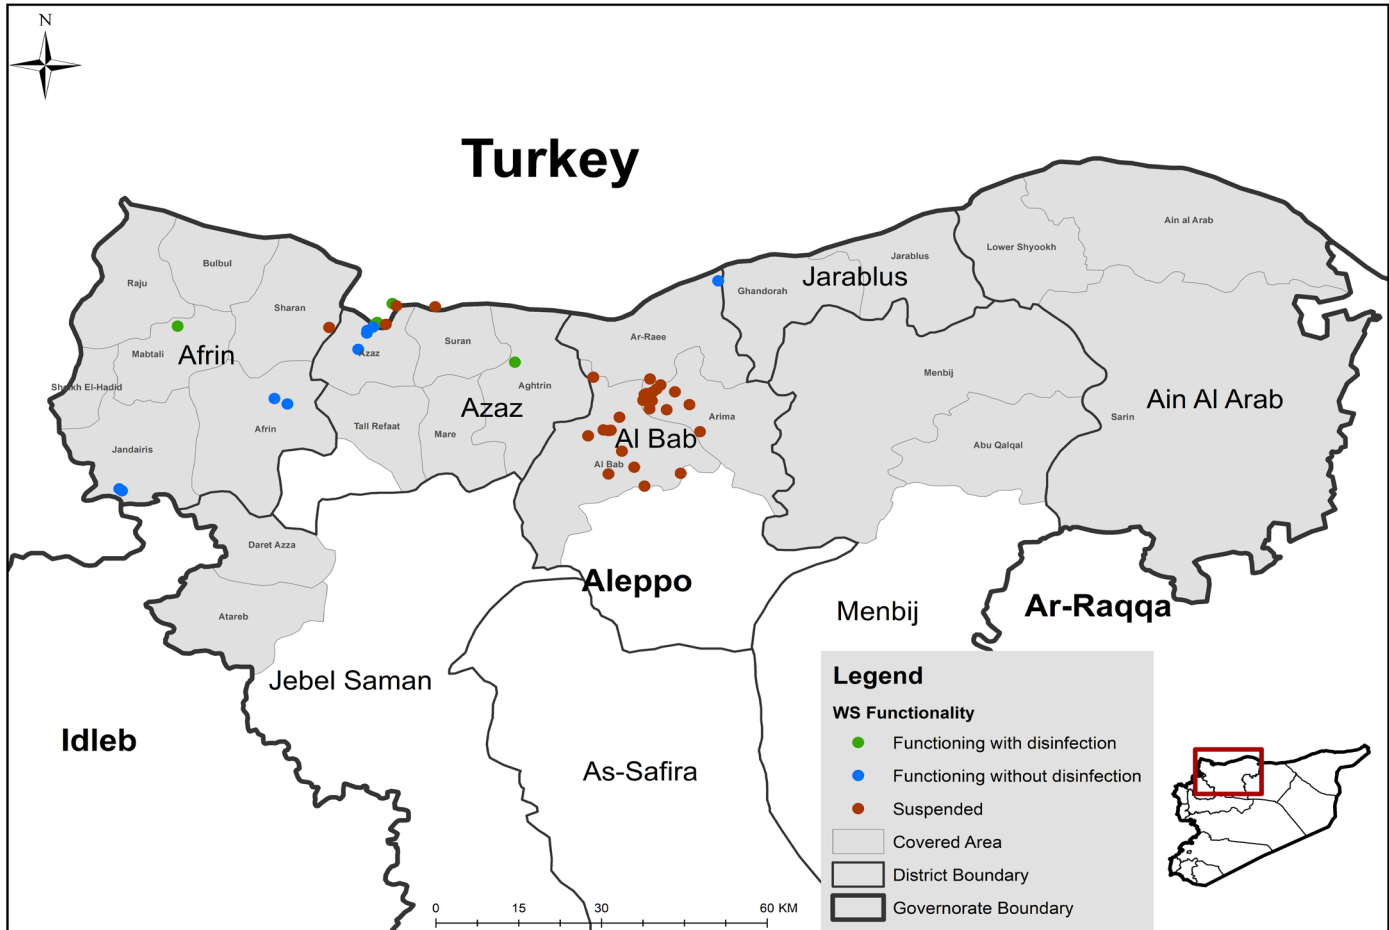 N
Turkey
Ain al Arab
Lower Shyookh
Jarablus
Bulbul
Raju
Ghandorah
Jarablus
Sharan
Ar-Raee
Suran
Mabtali
Afrin
Azaz
Menbij
Aghtrin
Sheikh El-Hadid
Ain Al Arab
Azaz
Arima
Sarin
Tall Refaat
Mare
Afrin
Al Bab
Abu Qalqal
Jandairis
Al Bab
Daret Azza
Aleppo
Ar-Raqqa
Menbij
Atareb
Jebel Saman
Idleb
As-Safira
Legend
WS Functionality
Functioning with disinfection
Functioning without disinfection
Suspended
Covered Area
District Boundary
Governorate Boundary
0 15 30 60 KM